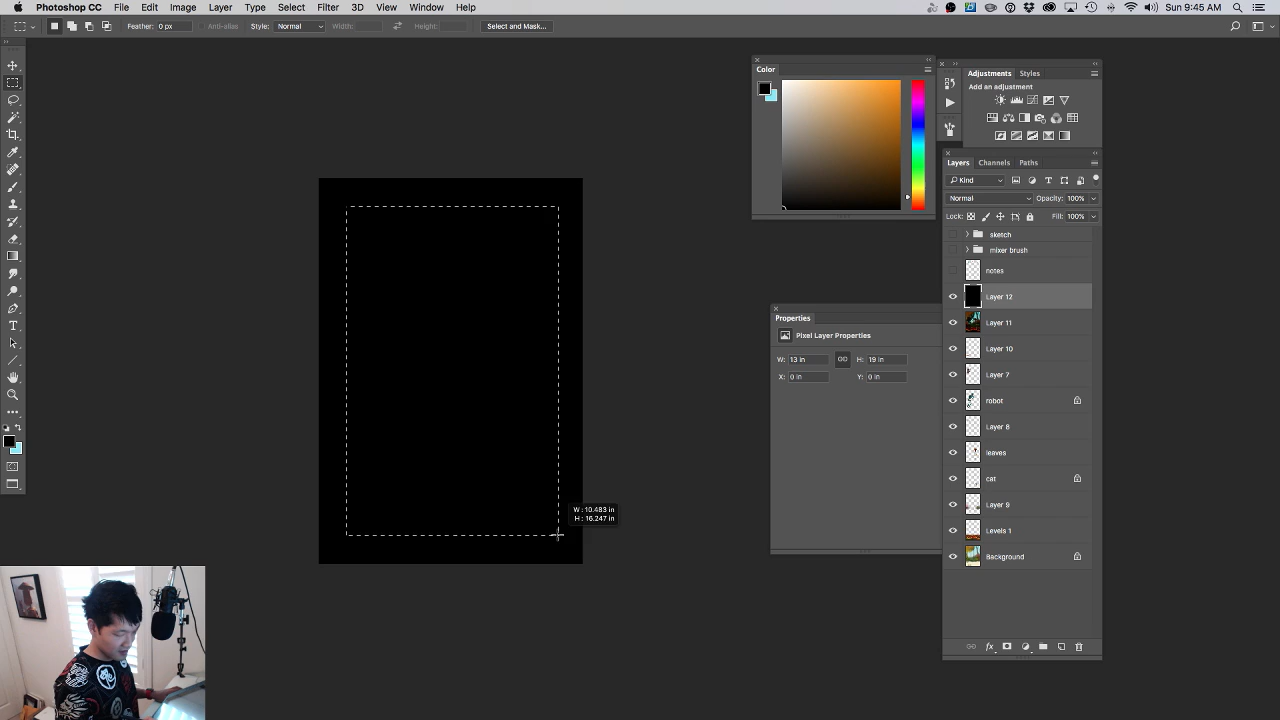 Photoshop CC File Edit Image Layer Type Select Filter 3D View Window Help
Sun 9:45 AM
Feather: 0 px Anti-alias Style: Normal Width: Height: Select and Mask...
Color
Adjustments Styles
Add an adjustment
Layers Channels Paths
Kind
Normal Opacity: 100%
Lock: Fill: 100%
sketch
mixer brush
notes
Layer 12
Layer 11
Layer 10
Layer 7
robot
Layer 8
leaves
cat
Layer 9
Levels 1
Background
fx
Properties
Pixel Layer Properties
W: 13 in H: 19 in
X: 0 in Y: 0 in
W: 10.483 in
H: 16.247 in